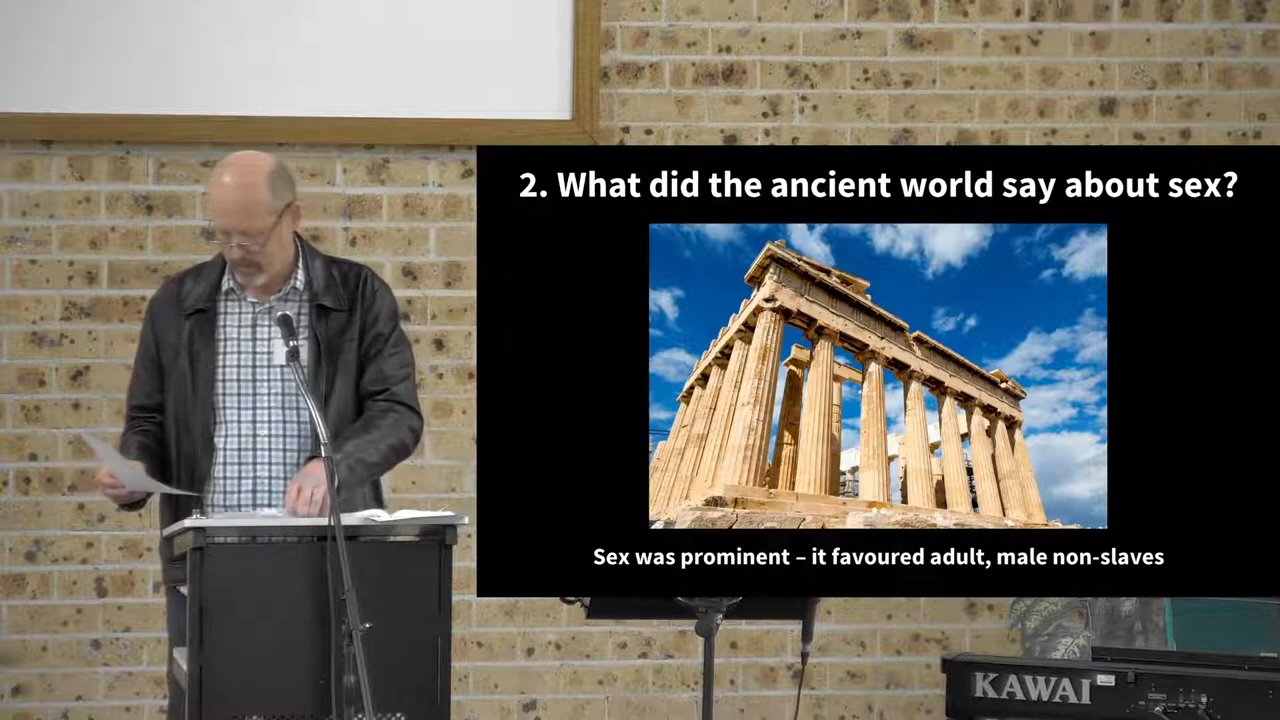 2. What did the ancient world say about sex?
Sex was prominent – it favoured adult, male non-slaves
KAWAI